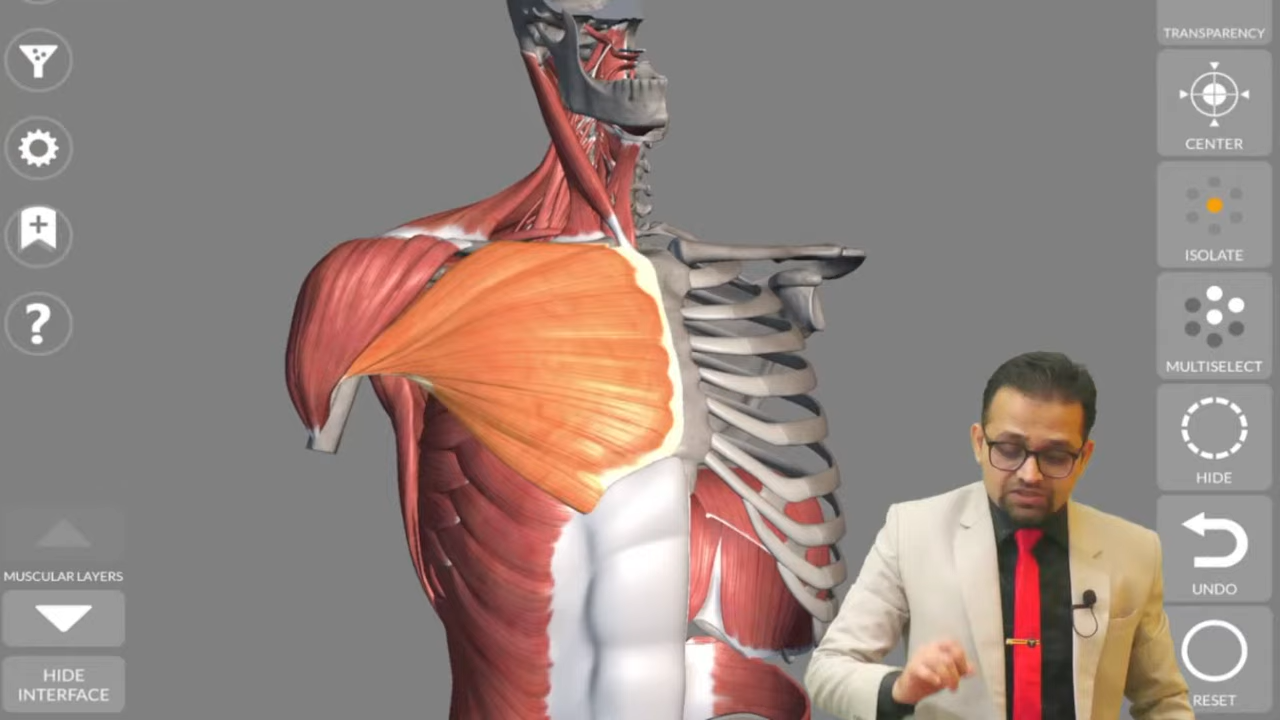 TRANSPARENCY
CENTER
ISOLATE
MULTISELECT
HIDE
UNDO
RESET
?
MUSCULAR LAYERS
HIDE
INTERFACE